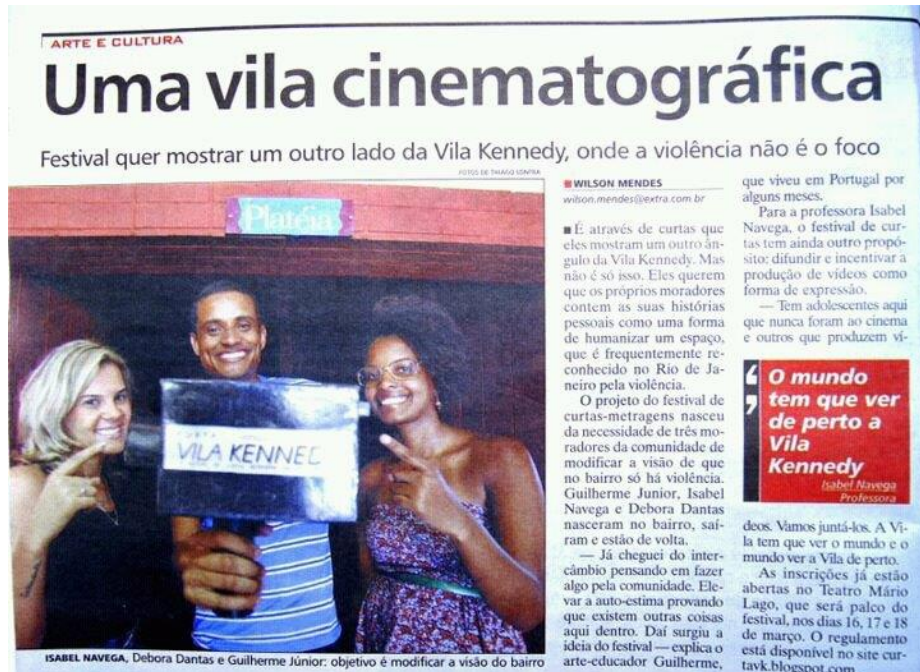 ARTE E CULTURA
Uma vila cinematográfica
Festival quer mostrar um outro lado da Vila Kennedy, onde a violência não é o foco
FOTOS DE THIAGO LONTRA
Platéia
CURTA
VILA KENNED
ISABEL NAVEGA, Debora Dantas e Guilherme Júnior: objetivo é modificar a visão do bairro
WILSON MENDES
wilson.mendes@extra.com.br
É através de curtas que
eles mostram um outro ân-
gulo da Vila Kennedy. Mas
não é só isso. Eles querem
que os próprios moradores
contem as suas histórias
pessoais como uma forma
de humanizar um espaço,
que é frequentemente re-
conhecido no Rio de Ja-
neiro pela violência.
O projeto do festival de
curtas-metragens nasceu
da necessidade de três mo-
radores da comunidade de
modificar a visão de que
no bairro só há violência.
Guilherme Junior, Isabel
Navega e Debora Dantas
nasceram no bairro, saí-
ram e estão de volta.
— Já cheguei do inter-
câmbio pensando em fazer
algo pela comunidade. Ele-
var a auto-estima provando
que existem outras coisas
aqui dentro. Daí surgiu a
ideia do festival — explica o
arte-educador Guilherme,
que viveu em Portugal por
alguns meses.
Para a professora Isabel
Navega, o festival de cur-
tas tem ainda outro propó-
sito: difundir e incentivar a
produção de vídeos como
forma de expressão.
— Tem adolescentes aqui
que nunca foram ao cinema
e outros que produzem ví-
O mundo
tem que ver
de perto a
Vila
Kennedy
Isabel Navega
Professora
deos. Vamos juntá-los. A Vi-
la tem que ver o mundo e o
mundo ver a Vila de perto.
As inscrições já estão
abertas no Teatro Mário
Lago, que será palco do
festival, nos dias 16, 17 e 18
de março. O regulamento
está disponível no site cur-
tavk.blogspot.com